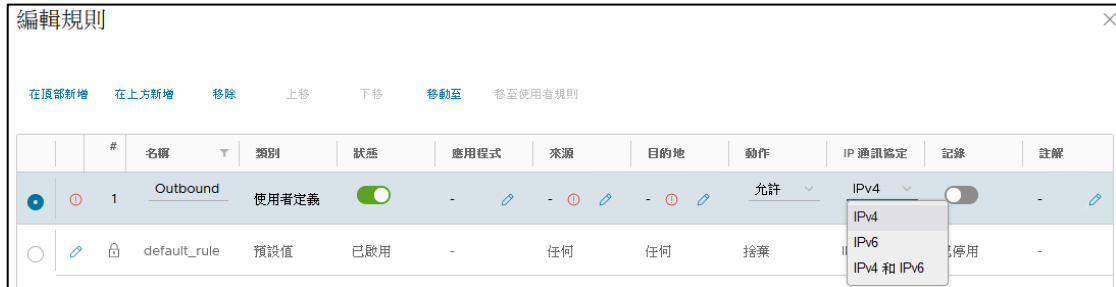 編輯規則
在頂部新增 在上方新增 移除 上移 下移 移動至 移至使用者規則
# 名稱 類別 狀態 應用程式 來源 目的地 動作 IP 通訊協定 記錄 註解
1 Outbound 使用者定義 - - - 允許 IPv4 -
IPv4
IPv6
IPv4 和 IPv6
default_rule 預設值 已啟用 - 任何 任何 捨棄 停用 -